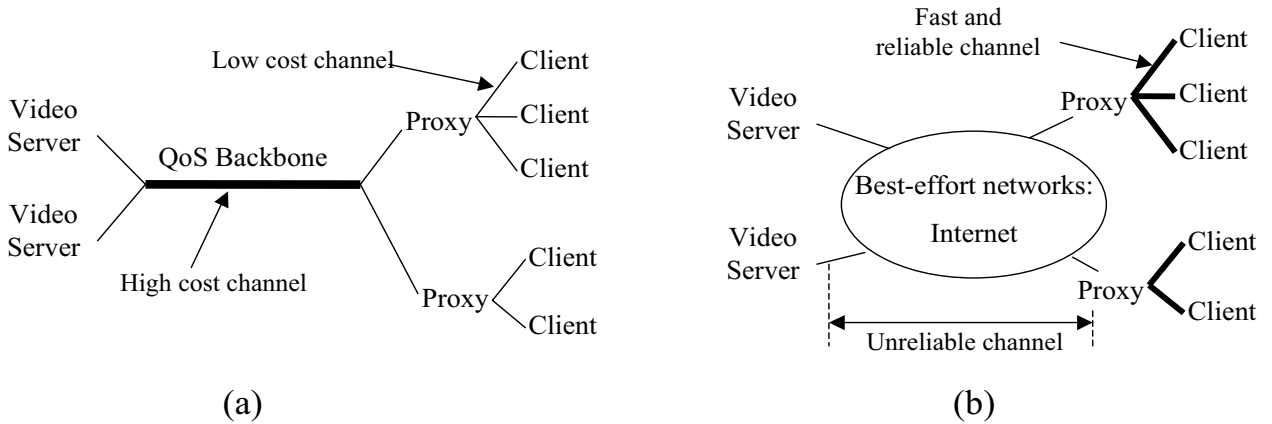 Low cost channel
Client
Client
Client
Proxy
Video
Server
QoS Backbone
Video
Server
High cost channel
Client
Proxy
Client
(a)
Fast and
reliable channel
Client
Client
Client
Proxy
Video
Server
Best-effort networks:
Internet
Video
Server
Client
Proxy
Client
Unreliable channel
(b)